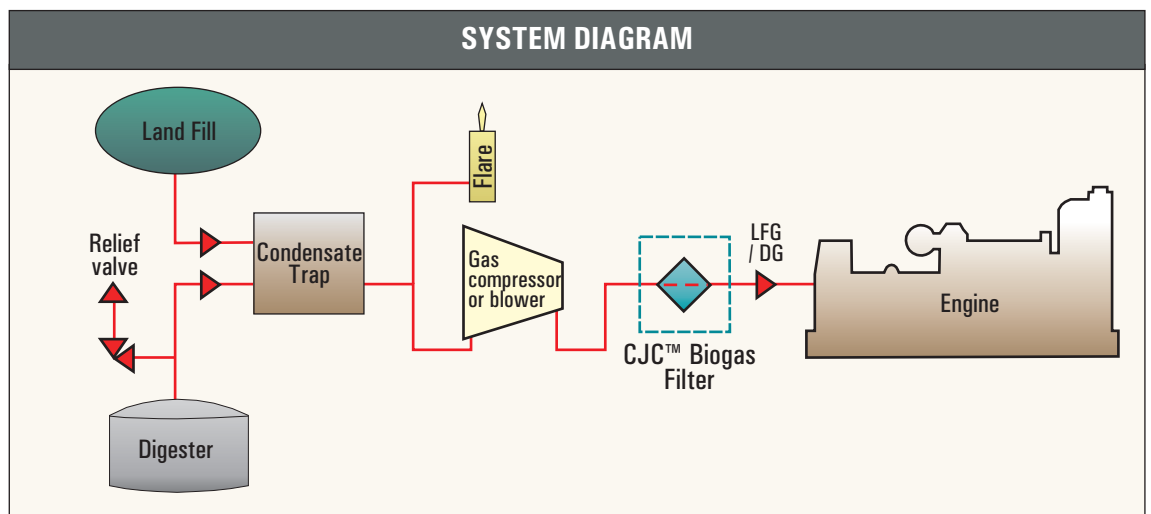 SYSTEM DIAGRAM
Land Fill
Flare
Relief
valve
Condensate
Trap
Gas
compressor
or blower
LFG
/ DG
Engine
CJC™ Biogas
Filter
Digester